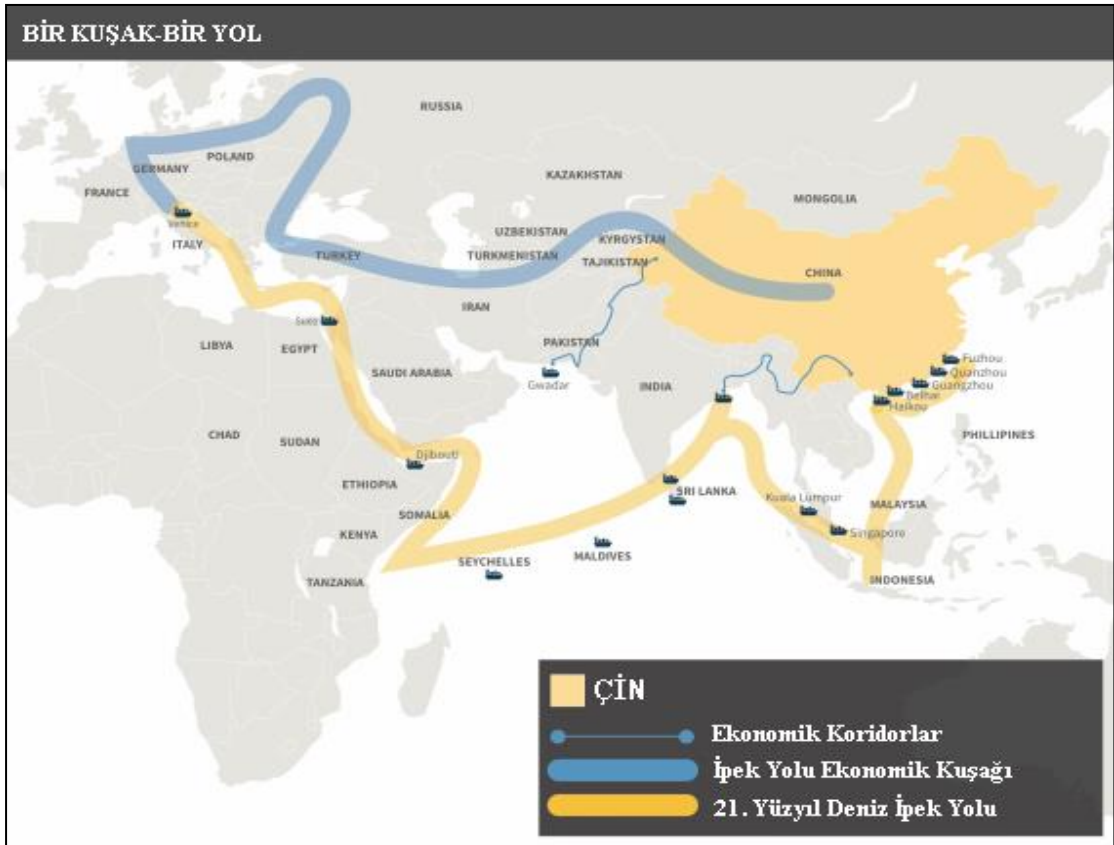 BİR KUŞAK-BİR YOL
RUSSIA
POLAND
GERMANY
FRANCE
KAZAKHSTAN
MONGOLIA
Venice
ITALY
UZBEKISTAN
KYRGYSTAN
TURKEY
TURKMENISTAN
TAJIKISTAN
CHINA
IRAN
Suez
LIBYA
EGYPT
PAKISTAN
SAUDI ARABIA
Gwadar
INDIA
Fuzhou
Quanzhou
Guangzhou
Beihai
Haikou
CHAD
SUDAN
PHILLIPINES
Djibouti
ETHIOPIA
SRI LANKA
Kuala Lumpur
MALAYSIA
SOMALIA
KENYA
Singapore
MALDIVES
SEYCHELLES
TANZANIA
INDONESIA
ÇİN
Ekonomik Koridorlar
İpek Yolu Ekonomik Kuşağı
21. Yüzyıl Deniz İpek Yolu